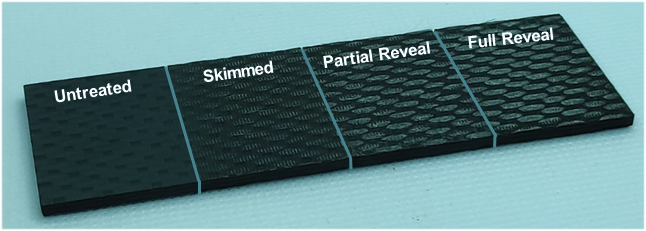 Untreated
Skimmed
Partial Reveal
Full Reveal